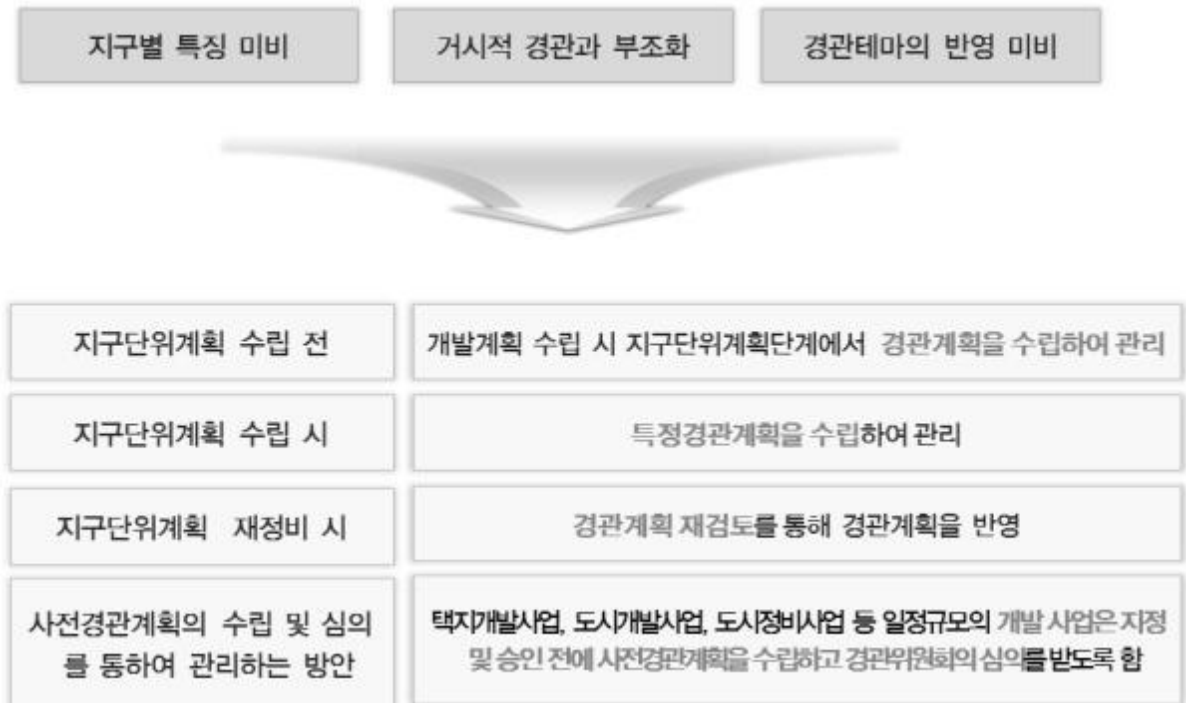 지구별 특징 미비
거시적 경관과 부조화
경관테마의 반영 미비
지구단위계획 수립 전
개발계획 수립 시 지구단위계획단계에서 경관계획을 수립하여 관리
지구단위계획 수립 시
특정경관계획을 수립하여 관리
지구단위계획 재정비 시
경관계획 재검토를 통해 경관계획을 반영
사전경관계획의 수립 및 심의
를 통하여 관리하는 방안
택지개발사업, 도시개발사업, 도시정비사업 등 일정규모의 개발 사업은 지정
및 승인 전에 사전경관계획을 수립하고 경관위원회의 심의를 받도록 함